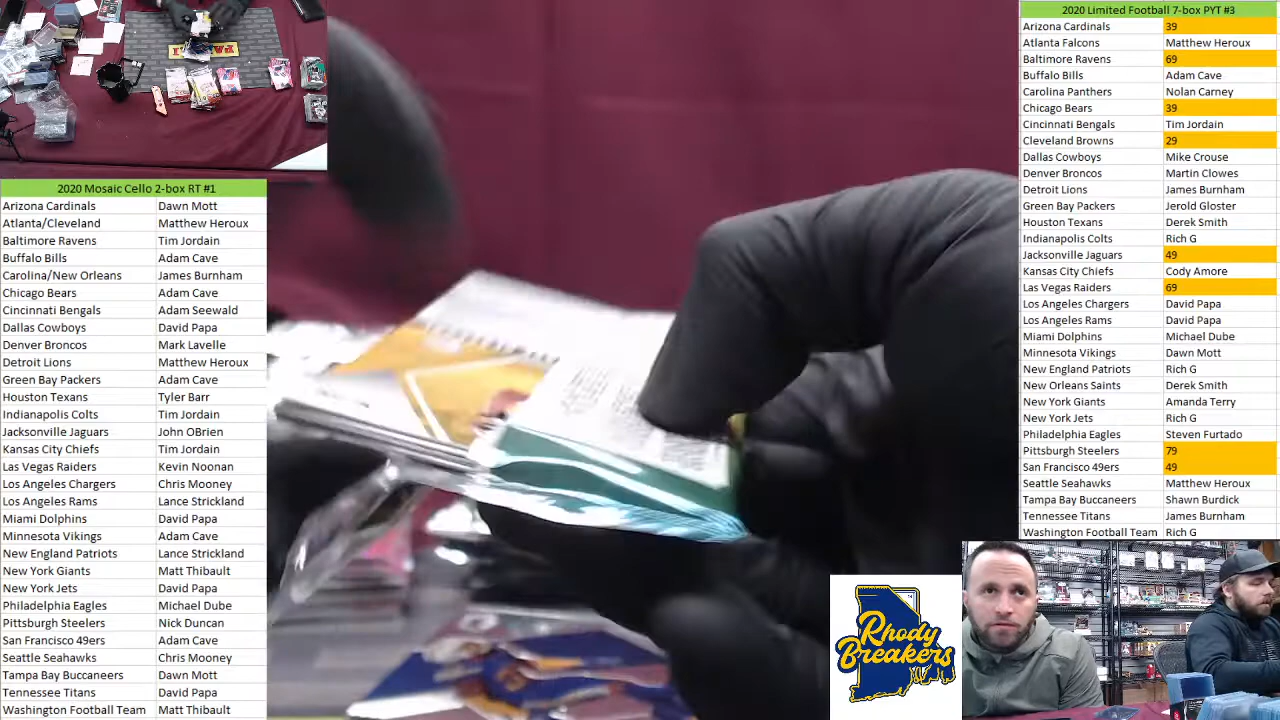 2020 Mosaic Cello 2-box RT #1
Arizona Cardinals Dawn Mott
Atlanta/Cleveland Matthew Heroux
Baltimore Ravens Tim Jordain
Buffalo Bills Adam Cave
Carolina/New Orleans James Burnham
Chicago Bears Adam Cave
Cincinnati Bengals Adam Seewald
Dallas Cowboys David Papa
Denver Broncos Mark Lavelle
Detroit Lions Matthew Heroux
Green Bay Packers Adam Cave
Houston Texans Tyler Barr
Indianapolis Colts Tim Jordain
Jacksonville Jaguars John OBrien
Kansas City Chiefs Tim Jordain
Las Vegas Raiders Kevin Noonan
Los Angeles Chargers Chris Mooney
Los Angeles Rams Lance Strickland
Miami Dolphins David Papa
Minnesota Vikings Adam Cave
New England Patriots Lance Strickland
New York Giants Matt Thibault
New York Jets David Papa
Philadelphia Eagles Michael Dube
Pittsburgh Steelers Nick Duncan
San Francisco 49ers Adam Cave
Seattle Seahawks Chris Mooney
Tampa Bay Buccaneers Dawn Mott
Tennessee Titans David Papa
Washington Football Team Matt Thibault
2020 Limited Football 7-box PYT #3
Arizona Cardinals 39
Atlanta Falcons Matthew Heroux
Baltimore Ravens 69
Buffalo Bills Adam Cave
Carolina Panthers Nolan Carney
Chicago Bears 39
Cincinnati Bengals Tim Jordain
Cleveland Browns 29
Dallas Cowboys Mike Crouse
Denver Broncos Martin Clowes
Detroit Lions James Burnham
Green Bay Packers Jerold Gloster
Houston Texans Derek Smith
Indianapolis Colts Rich G
Jacksonville Jaguars 49
Kansas City Chiefs Cody Amore
Las Vegas Raiders 69
Los Angeles Chargers David Papa
Los Angeles Rams David Papa
Miami Dolphins Michael Dube
Minnesota Vikings Dawn Mott
New England Patriots Rich G
New Orleans Saints Derek Smith
New York Giants Amanda Terry
New York Jets Rich G
Philadelphia Eagles Steven Furtado
Pittsburgh Steelers 79
San Francisco 49ers 49
Seattle Seahawks Matthew Heroux
Tampa Bay Buccaneers Shawn Burdick
Tennessee Titans James Burnham
Washington Football Team Rich G
Rhody
Breakers